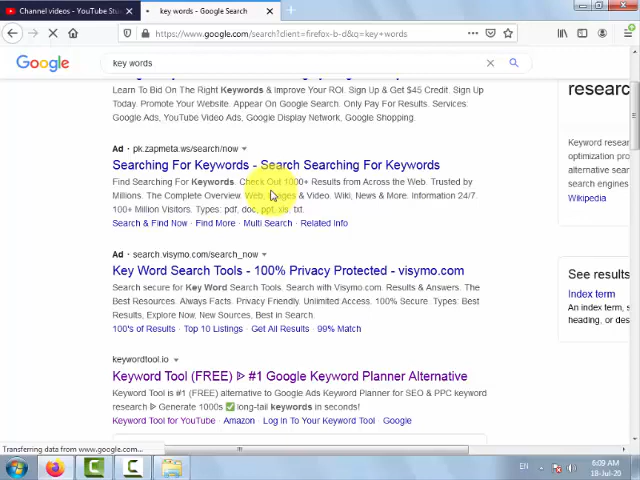 Channel videos - YouTube Stu
key words - Google Search
https://www.google.com/search?client=firefox-b-d&q=key+words
Google
key words
Learn To Bid On The Right Keywords & Improve Your ROI. Sign Up & Get $45 Credit. Sign Up
Today. Promote Your Website. Appear On Google Search. Only Pay For Results. Services:
Google Ads, YouTube Video Ads, Google Display Network, Google Shopping.
Ad · pk.zapmeta.ws/search/now
Searching For Keywords - Search Searching For Keywords
Find Searching For Keywords. Check Out 1000+ Results from Across the Web. Trusted by
Millions. The Complete Overview. Web, Images & Video. Wiki, News & More. Information 24/7.
100+ Million Visitors. Types: pdf, doc, ppt, xls, txt.
Search & Find Now · Find More · Multi Search · Related Info
Ad · search.visymo.com/search_now
Key Word Search Tools - 100% Privacy Protected - visymo.com
Search secure for Key Word Search Tools. Search with Visymo.com. Results & Answers. The
Best Resources. Always Facts. Privacy Friendly. Unlimited Access. 100% Secure. Types: Best
Results, Explore Now, New Sources, Best in Search.
100's of Results · Top 10 Listings · Get All Results · 99% Match
keywordtool.io
Keyword Tool (FREE) ᐈ #1 Google Keyword Planner Alternative
Keyword Tool is #1 (FREE) alternative to Google Ads Keyword Planner for SEO & PPC keyword
research ᐈ Generate 1000s ✅ long-tail keywords in seconds!
Keyword Tool for YouTube · Amazon · Log In To Your Keyword Tool · Google
researc
Keyword resear
optimization pro
alternative sear
search engines
Wikipedia
See results
Index term
An index term, s
heading, or des
Transferring data from www.google.com...
EN
6:09 AM
18-Jul-20